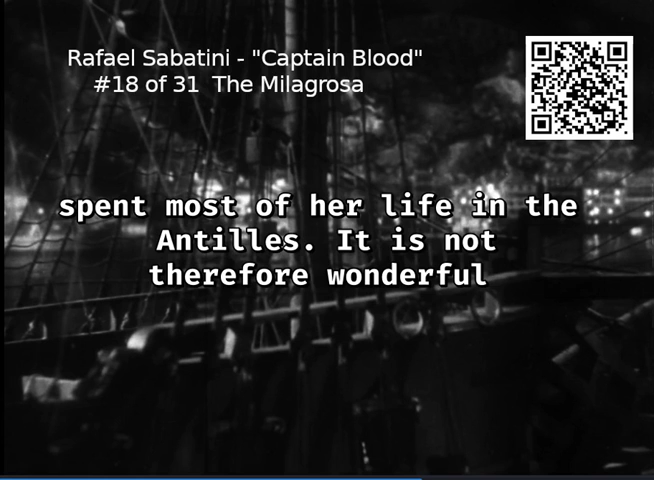 Rafael Sabatini - "Captain Blood"
#18 of 31  The Milagrosa
spent most of her life in the
Antilles. It is not
therefore wonderful